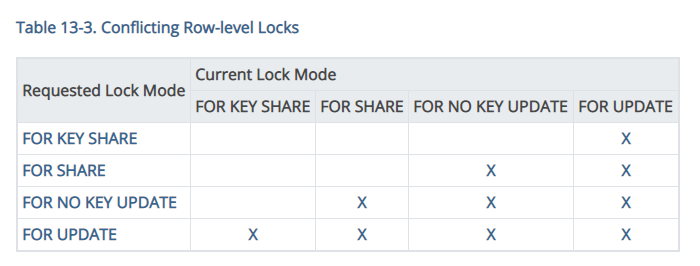 Table 13-3. Conflicting Row-level Locks
Requested Lock Mode Current Lock Mode
FOR KEY SHARE FOR SHARE FOR NO KEY UPDATE FOR UPDATE
FOR KEY SHARE X
FOR SHARE X X
FOR NO KEY UPDATE X X X
FOR UPDATE X X X X